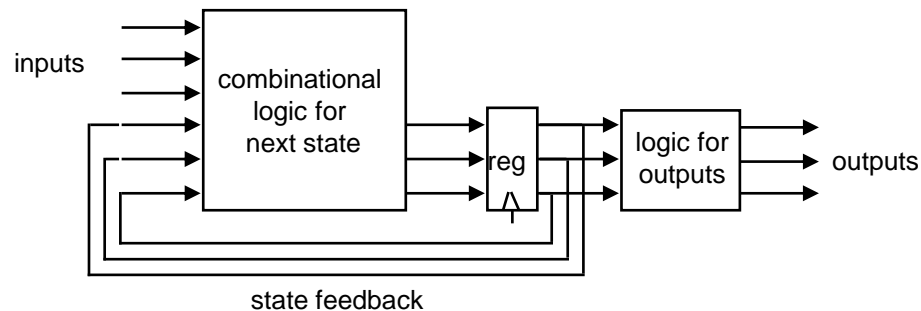 inputs
combinational
logic for
next state
reg
logic for
outputs
outputs
state feedback